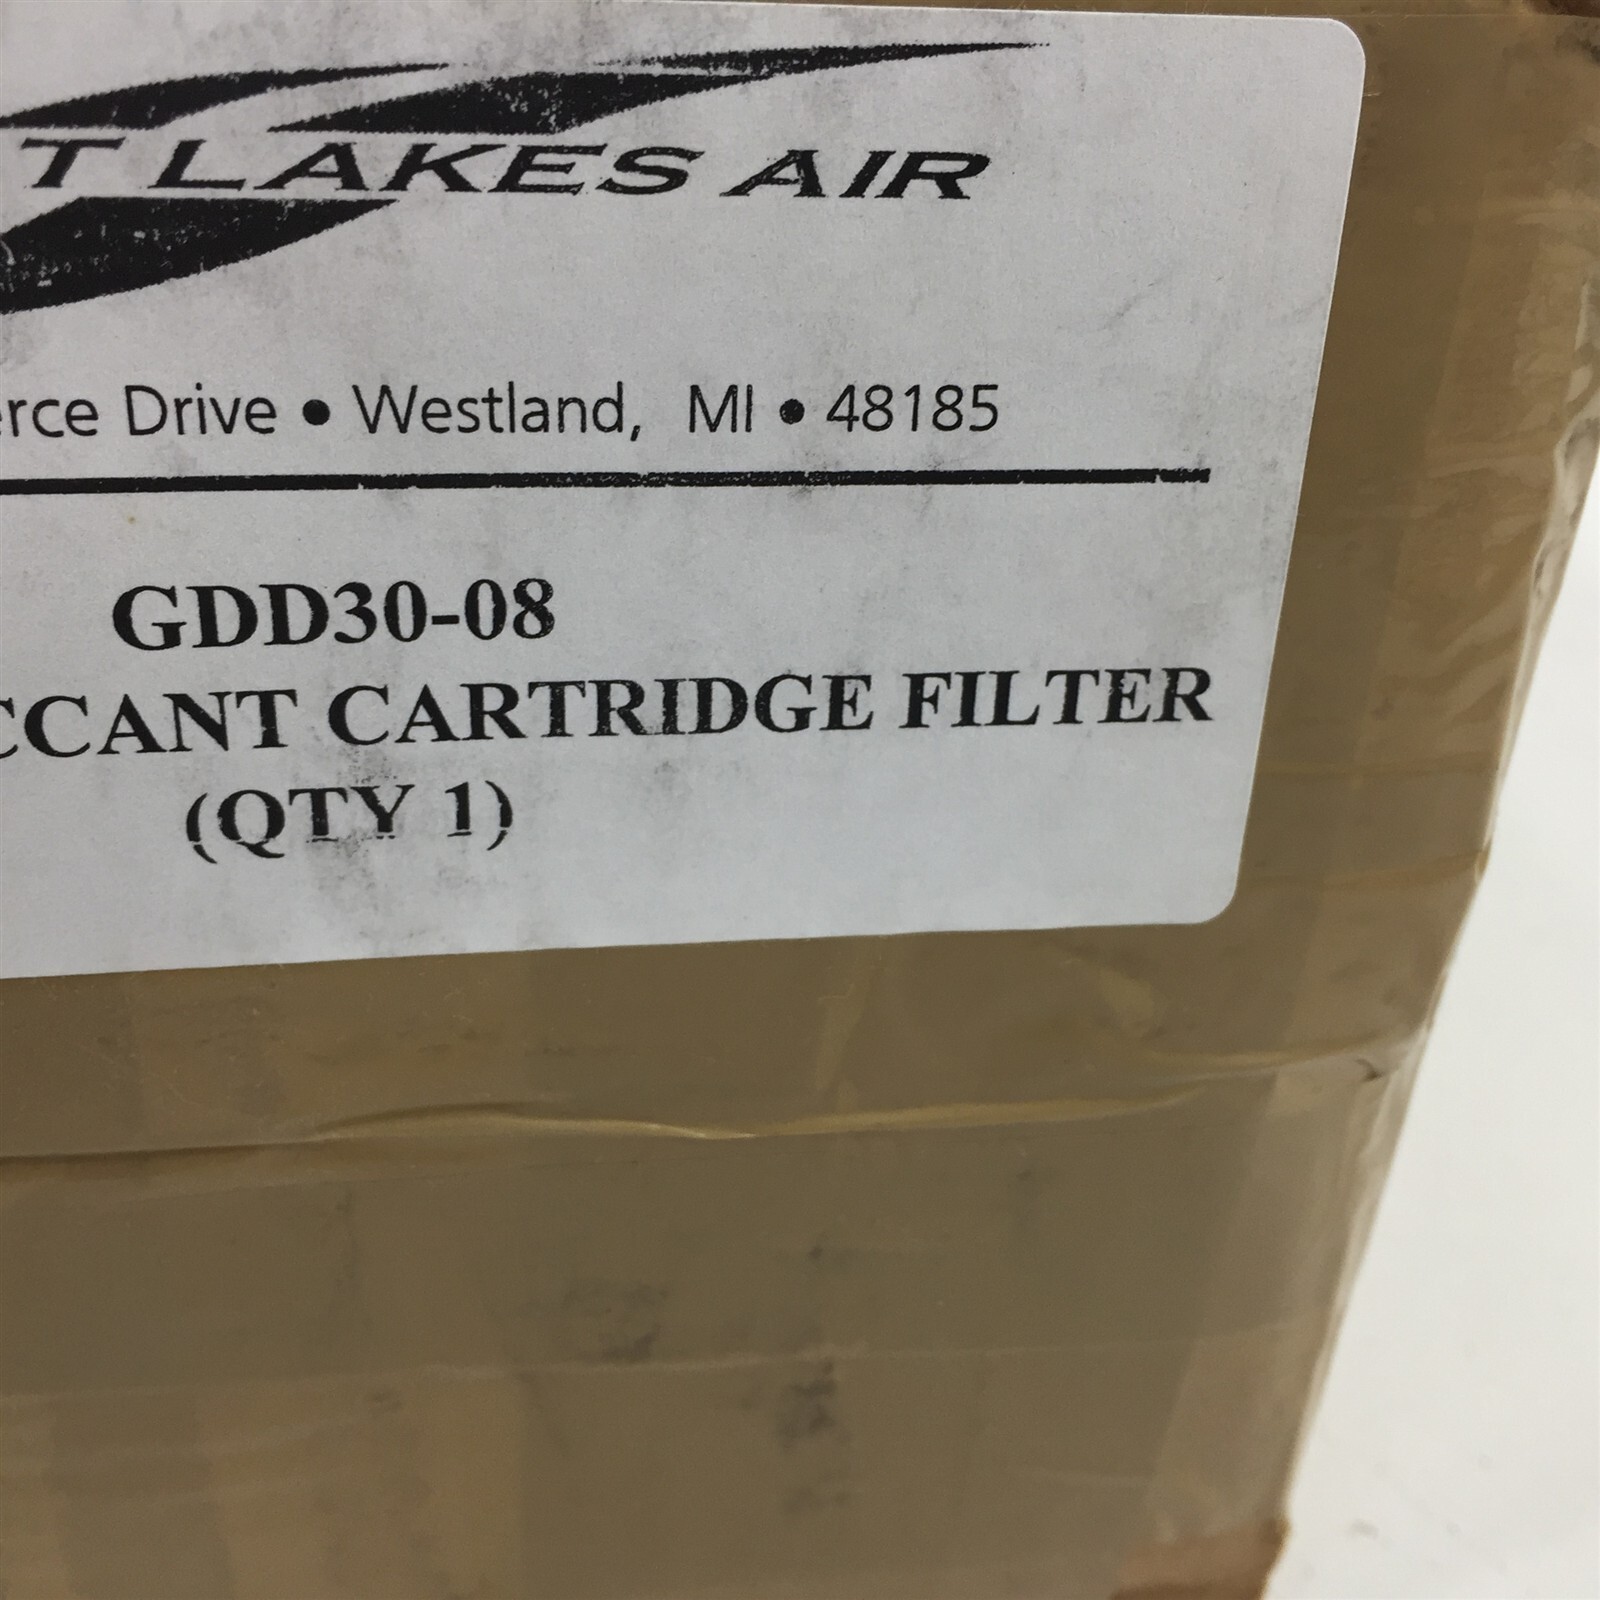 T LAKES AIR
erce Drive • Westland, MI • 48185
GDD30-08
CCANT CARTRIDGE FILTER
(QTY 1)